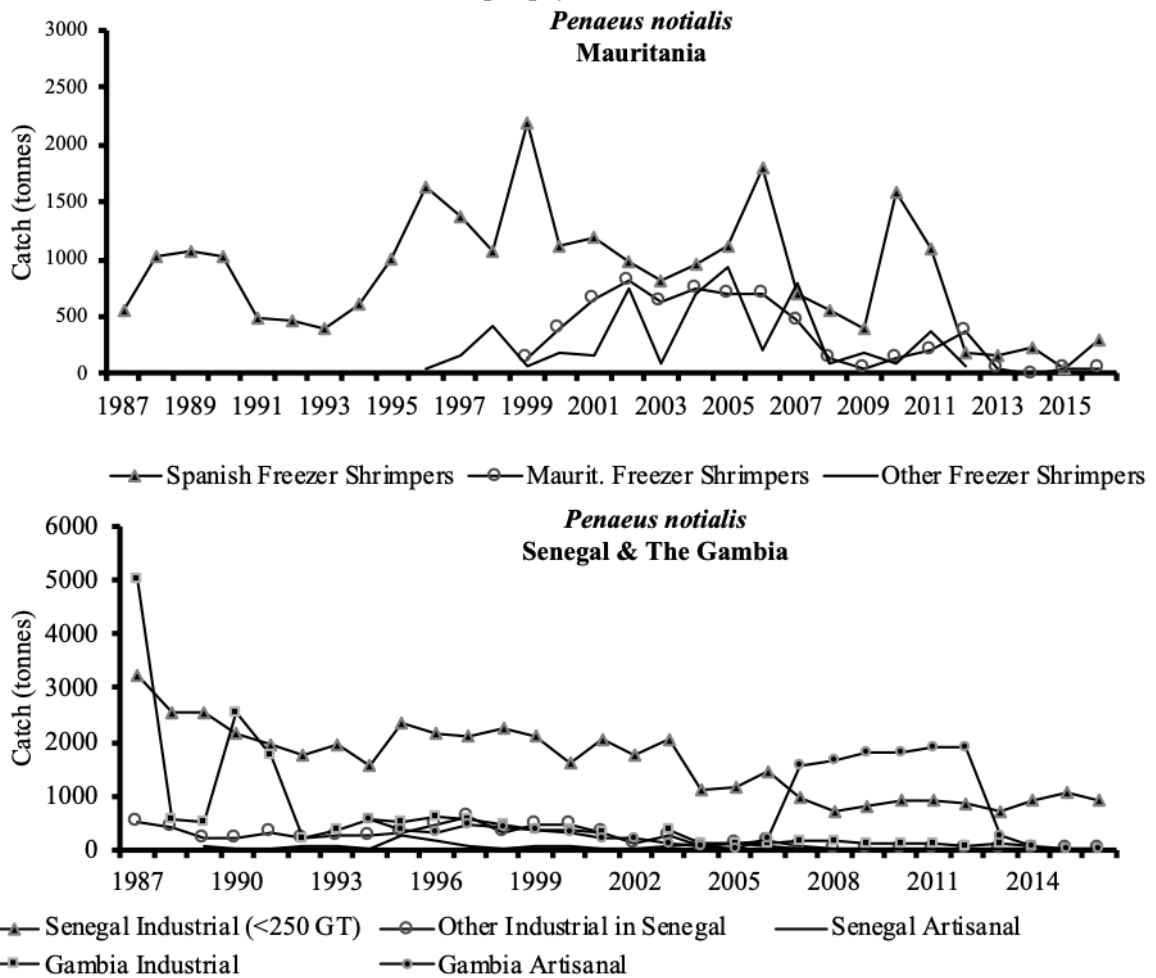 Penaeus notialis
Mauritania
3000
2500
2000
1500
1000
500
0
Catch (tonnes)
1987 1989 1991 1993 1995 1997 1999 2001 2003 2005 2007 2009 2011 2013 2015
Spanish Freezer Shrimpers Maurit. Freezer Shrimpers Other Freezer Shrimpers
Penaeus notialis
Senegal & The Gambia
6000
5000
4000
3000
2000
1000
0
Catch (tonnes)
1987 1990 1993 1996 1999 2002 2005 2008 2011 2014
Senegal Industrial (<250 GT) Other Industrial in Senegal Senegal Artisanal
Gambia Industrial Gambia Artisanal